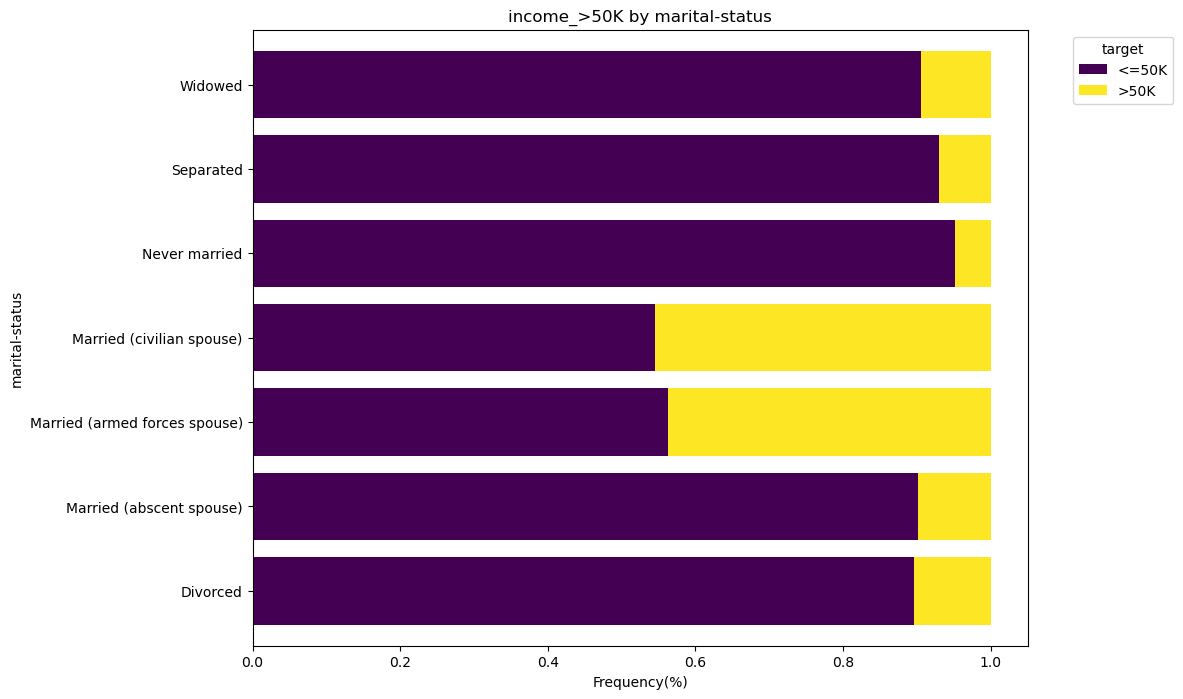 income_>50K by marital-status
target
<=50K
>50K
marital-status
Widowed
Separated
Never married
Married (civilian spouse)
Married (armed forces spouse)
Married (abscent spouse)
Divorced
0.0 0.2 0.4 0.6 0.8 1.0
Frequency(%)